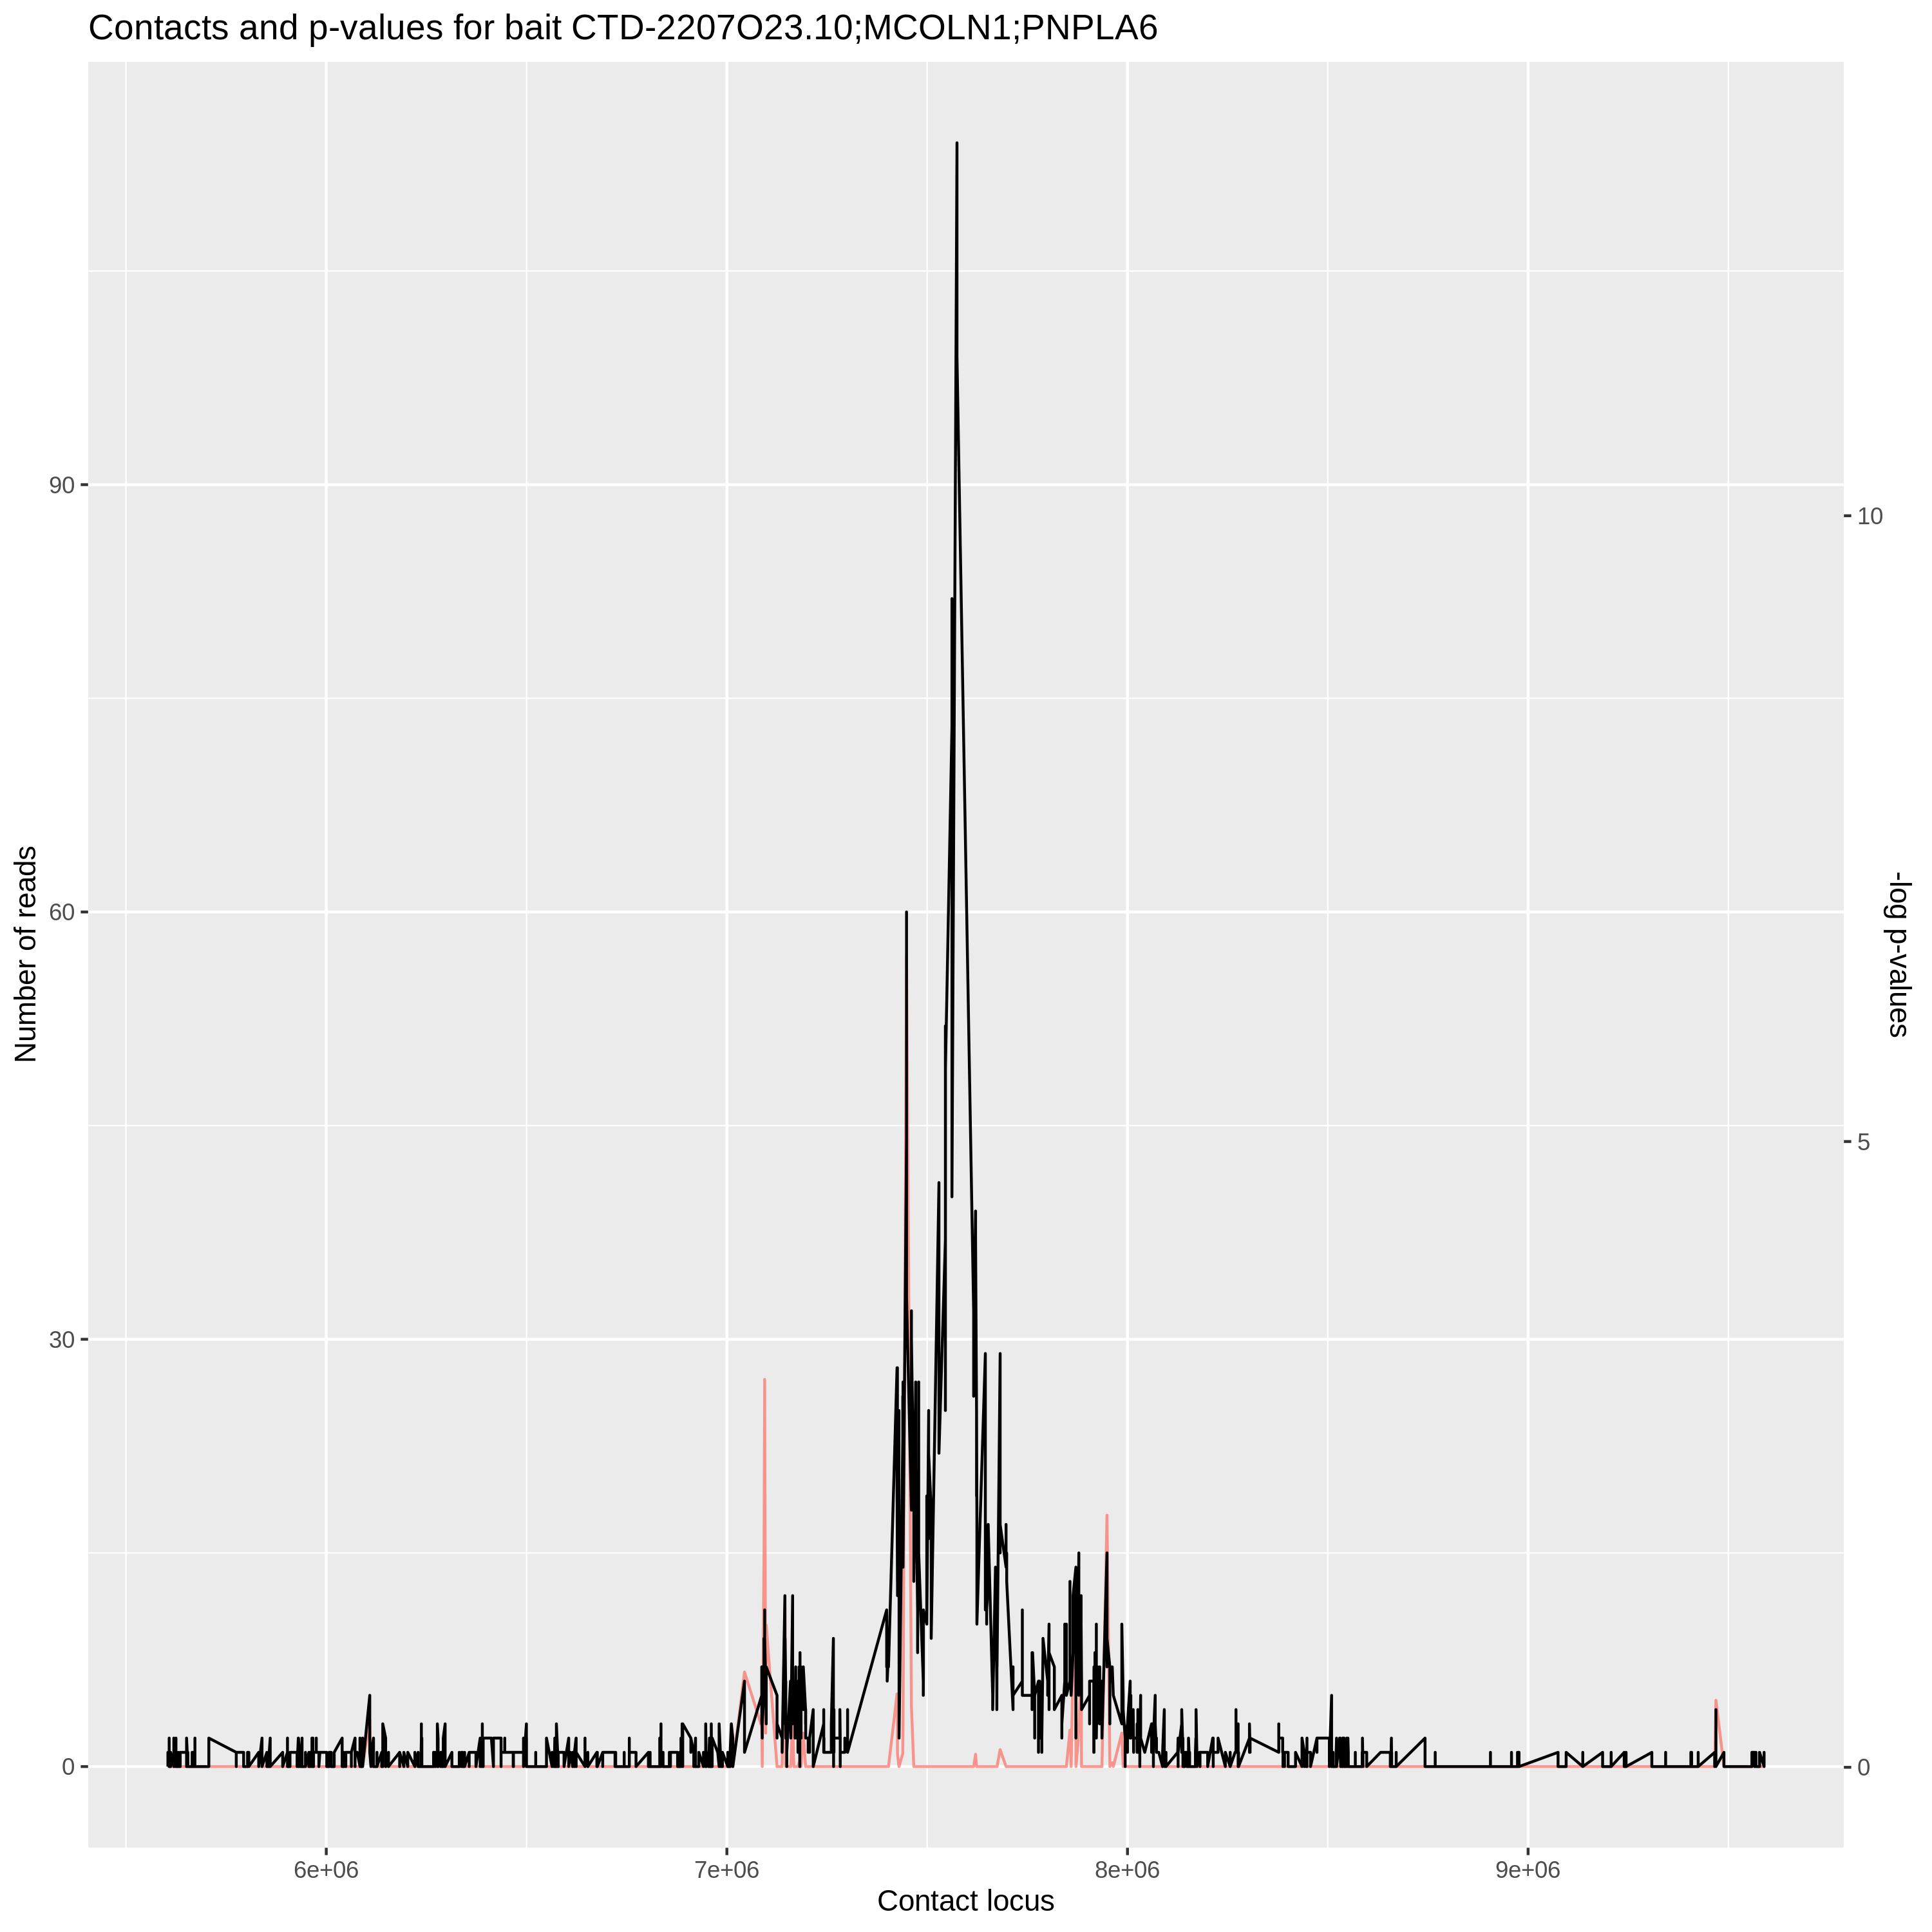 Contacts and p-values for bait CTD-2207O23.10;MCOLN1;PNPLA6
Number of reads
90
60
30
0
10
5
0
-log p-values
6e+06
7e+06
8e+06
9e+06
Contact locus